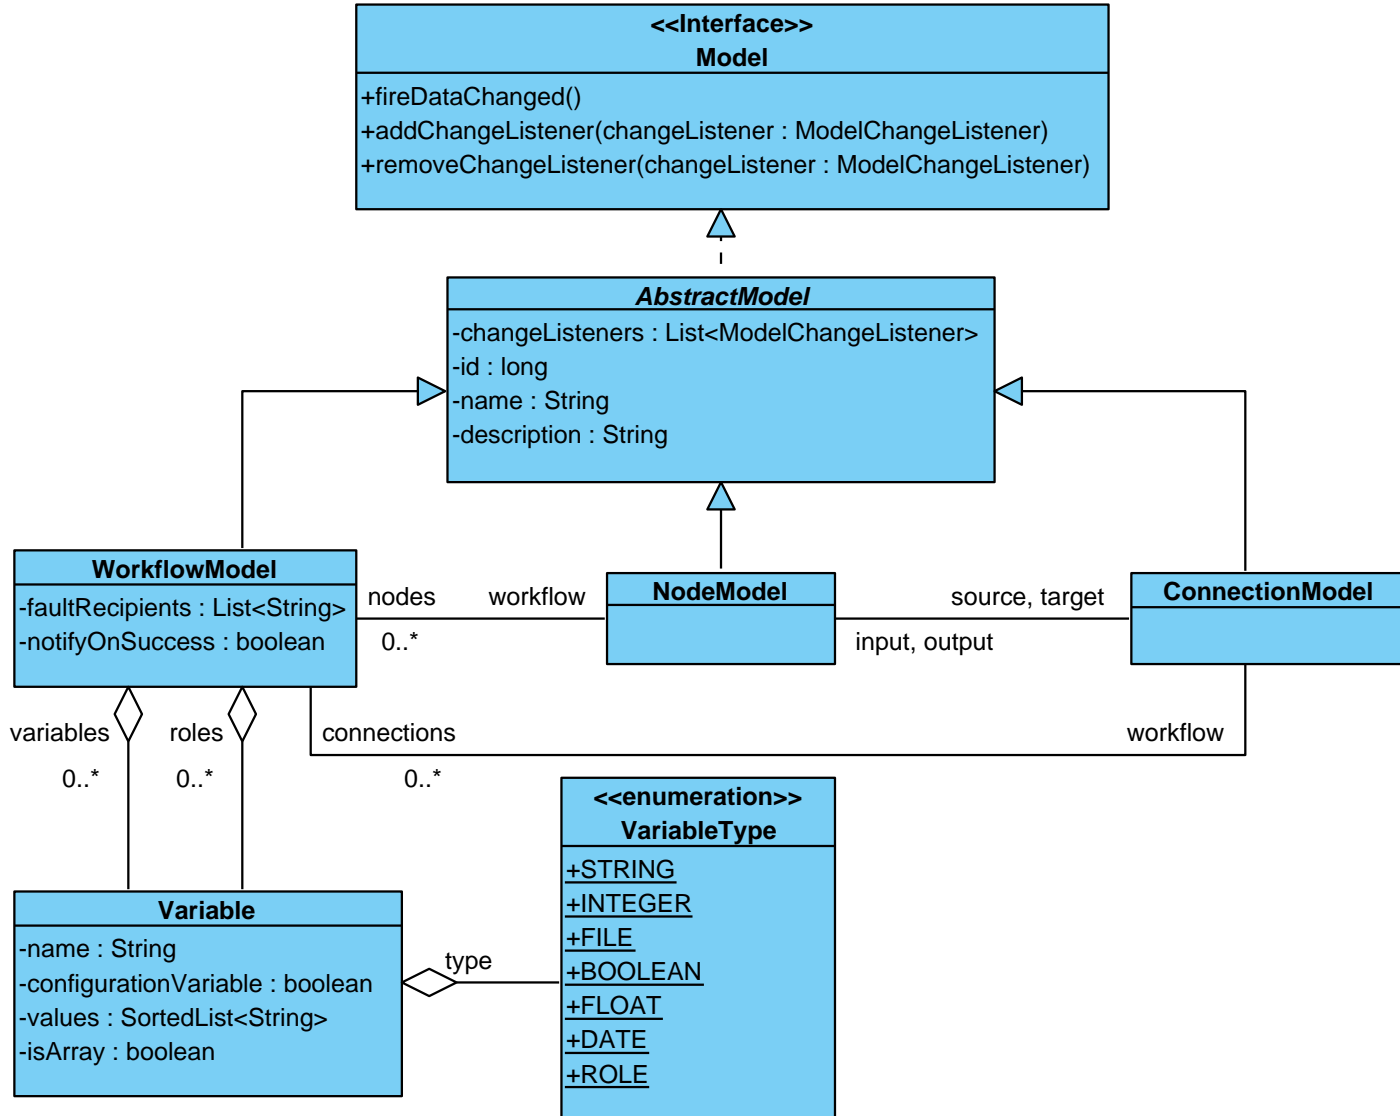 <<Interface>>
Model
+fireDataChanged()
+addChangeListener(changeListener : ModelChangeListener)
+removeChangeListener(changeListener : ModelChangeListener)
AbstractModel
-changeListeners : List<ModelChangeListener>
-id : long
-name : String
-description : String
WorkflowModel
-faultRecipients : List<String>
-notifyOnSuccess : boolean
nodes
workflow
0..*
NodeModel
source, target
input, output
ConnectionModel
variables
0..*
roles
0..*
connections
0..*
workflow
Variable
-name : String
-configurationVariable : boolean
-values : SortedList<String>
-isArray : boolean
type
<<enumeration>>
VariableType
+STRING
+INTEGER
+FILE
+BOOLEAN
+FLOAT
+DATE
+ROLE